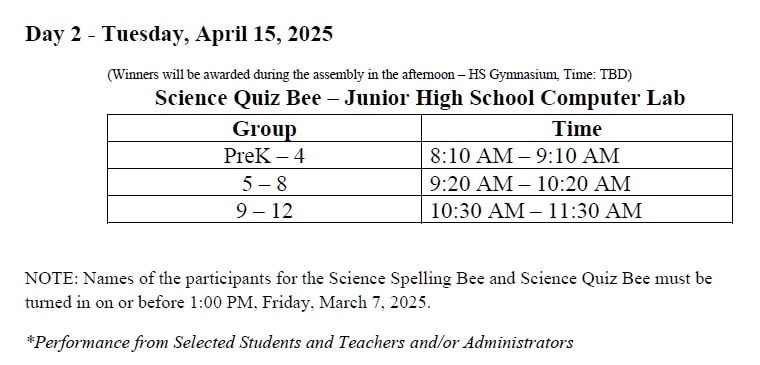 Day 2 - Tuesday, April 15, 2025
(Winners will be awarded during the assembly in the afternoon – HS Gymnasium, Time: TBD)
Science Quiz Bee – Junior High School Computer Lab
Group Time
PreK – 4 8:10 AM – 9:10 AM
5 – 8 9:20 AM – 10:20 AM
9 – 12 10:30 AM – 11:30 AM
NOTE: Names of the participants for the Science Spelling Bee and Science Quiz Bee must be
turned in on or before 1:00 PM, Friday, March 7, 2025.
*Performance from Selected Students and Teachers and/or Administrators